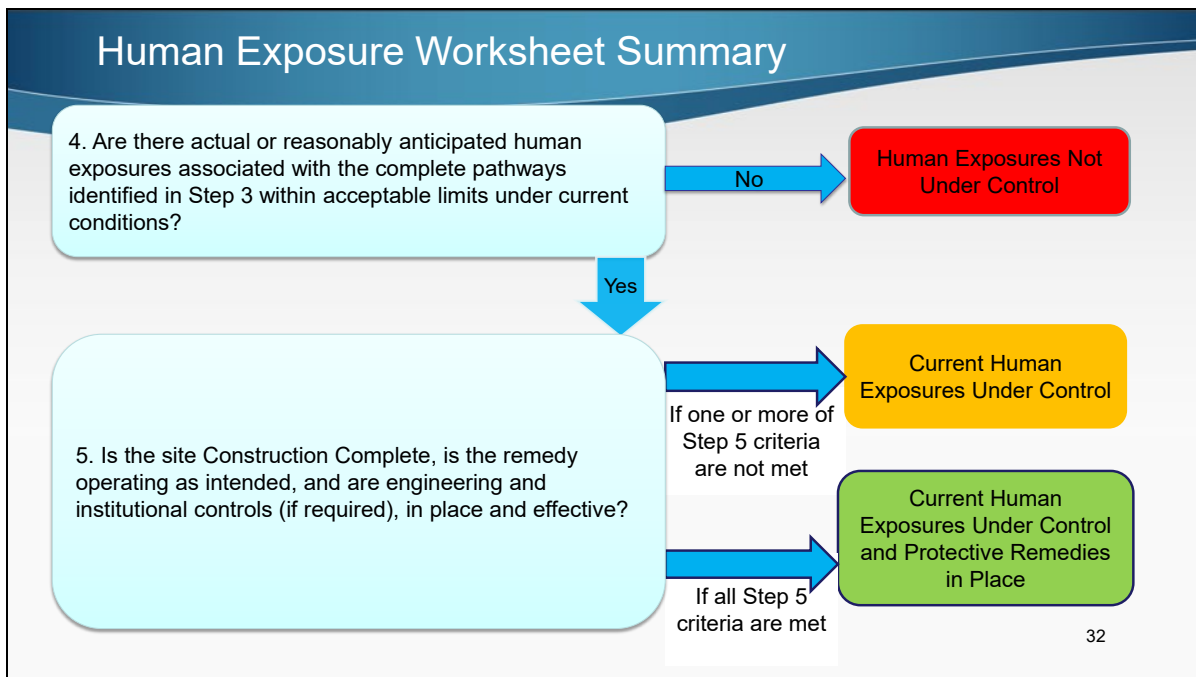 Human Exposure Worksheet Summary
4. Are there actual or reasonably anticipated human
exposures associated with the complete pathways
identified in Step 3 within acceptable limits under current
conditions?
No
Human Exposures Not
Under Control
Yes
5. Is the site Construction Complete, is the remedy
operating as intended, and are engineering and
institutional controls (if required), in place and effective?
If one or more of
Step 5 criteria
are not met
Current Human
Exposures Under Control
If all Step 5
criteria are met
Current Human
Exposures Under Control
and Protective Remedies
in Place
32